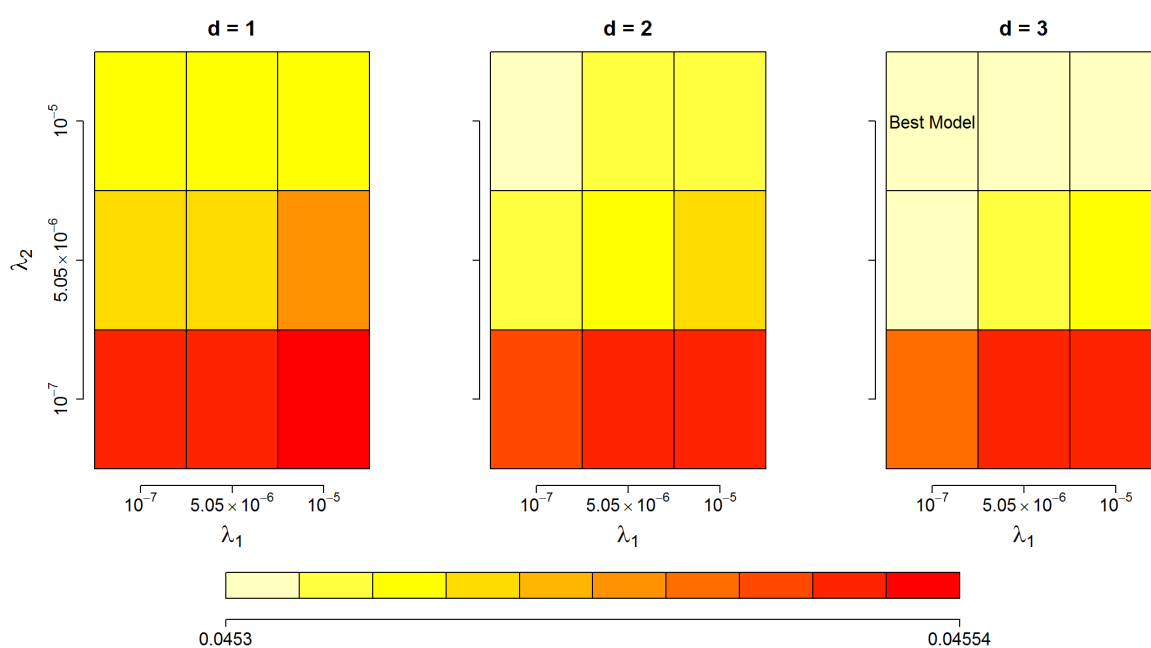 d = 1
d = 2
d = 3
λ₂
10⁻⁵
5.05 × 10⁻⁶
10⁻⁷
Best Model
10⁻⁷ 5.05 × 10⁻⁶ 10⁻⁵
λ₁
10⁻⁷ 5.05 × 10⁻⁶ 10⁻⁵
λ₁
10⁻⁷ 5.05 × 10⁻⁶ 10⁻⁵
λ₁
0.0453
0.04554